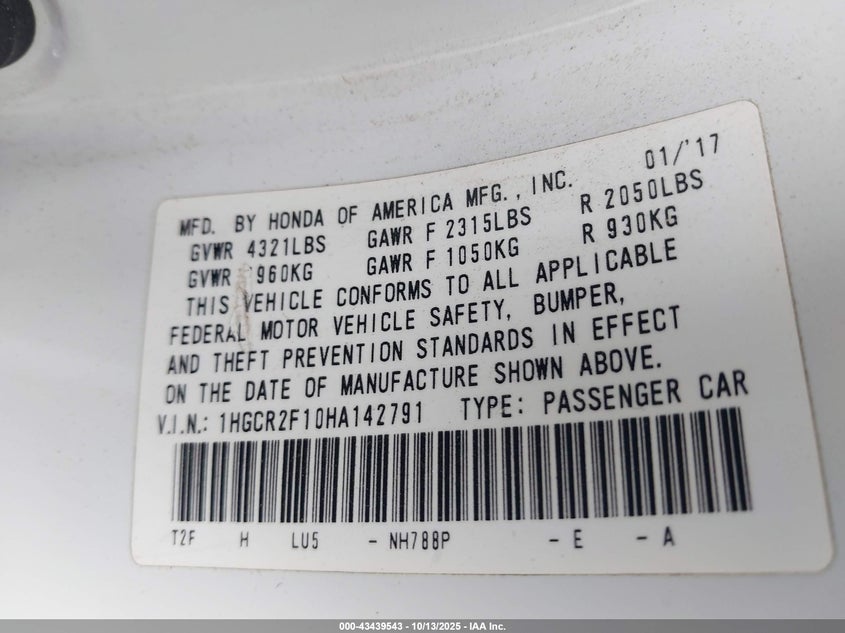 01/'17
MFD. BY HONDA OF AMERICA MFG., INC.
GVWR 4321LBS GAWR F 2315LBS R 2050LBS
GVWR 960KG GAWR F 1050KG R 930KG
THIS VEHICLE CONFORMS TO ALL APPLICABLE
FEDERAL MOTOR VEHICLE SAFETY, BUMPER,
AND THEFT PREVENTION STANDARDS IN EFFECT
ON THE DATE OF MANUFACTURE SHOWN ABOVE.
V.I.N.: 1HGCR2F10HA142791 TYPE: PASSENGER CAR
T2F H LU5 - NH788P - E - A
000-43439543 - 10/13/2025 - IAA Inc.